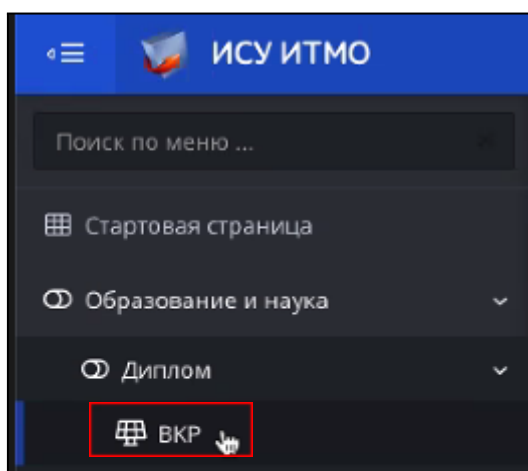 ИСУ ИТМО
Поиск по меню ...
Стартовая страница
Образование и наука
Диплом
ВКР